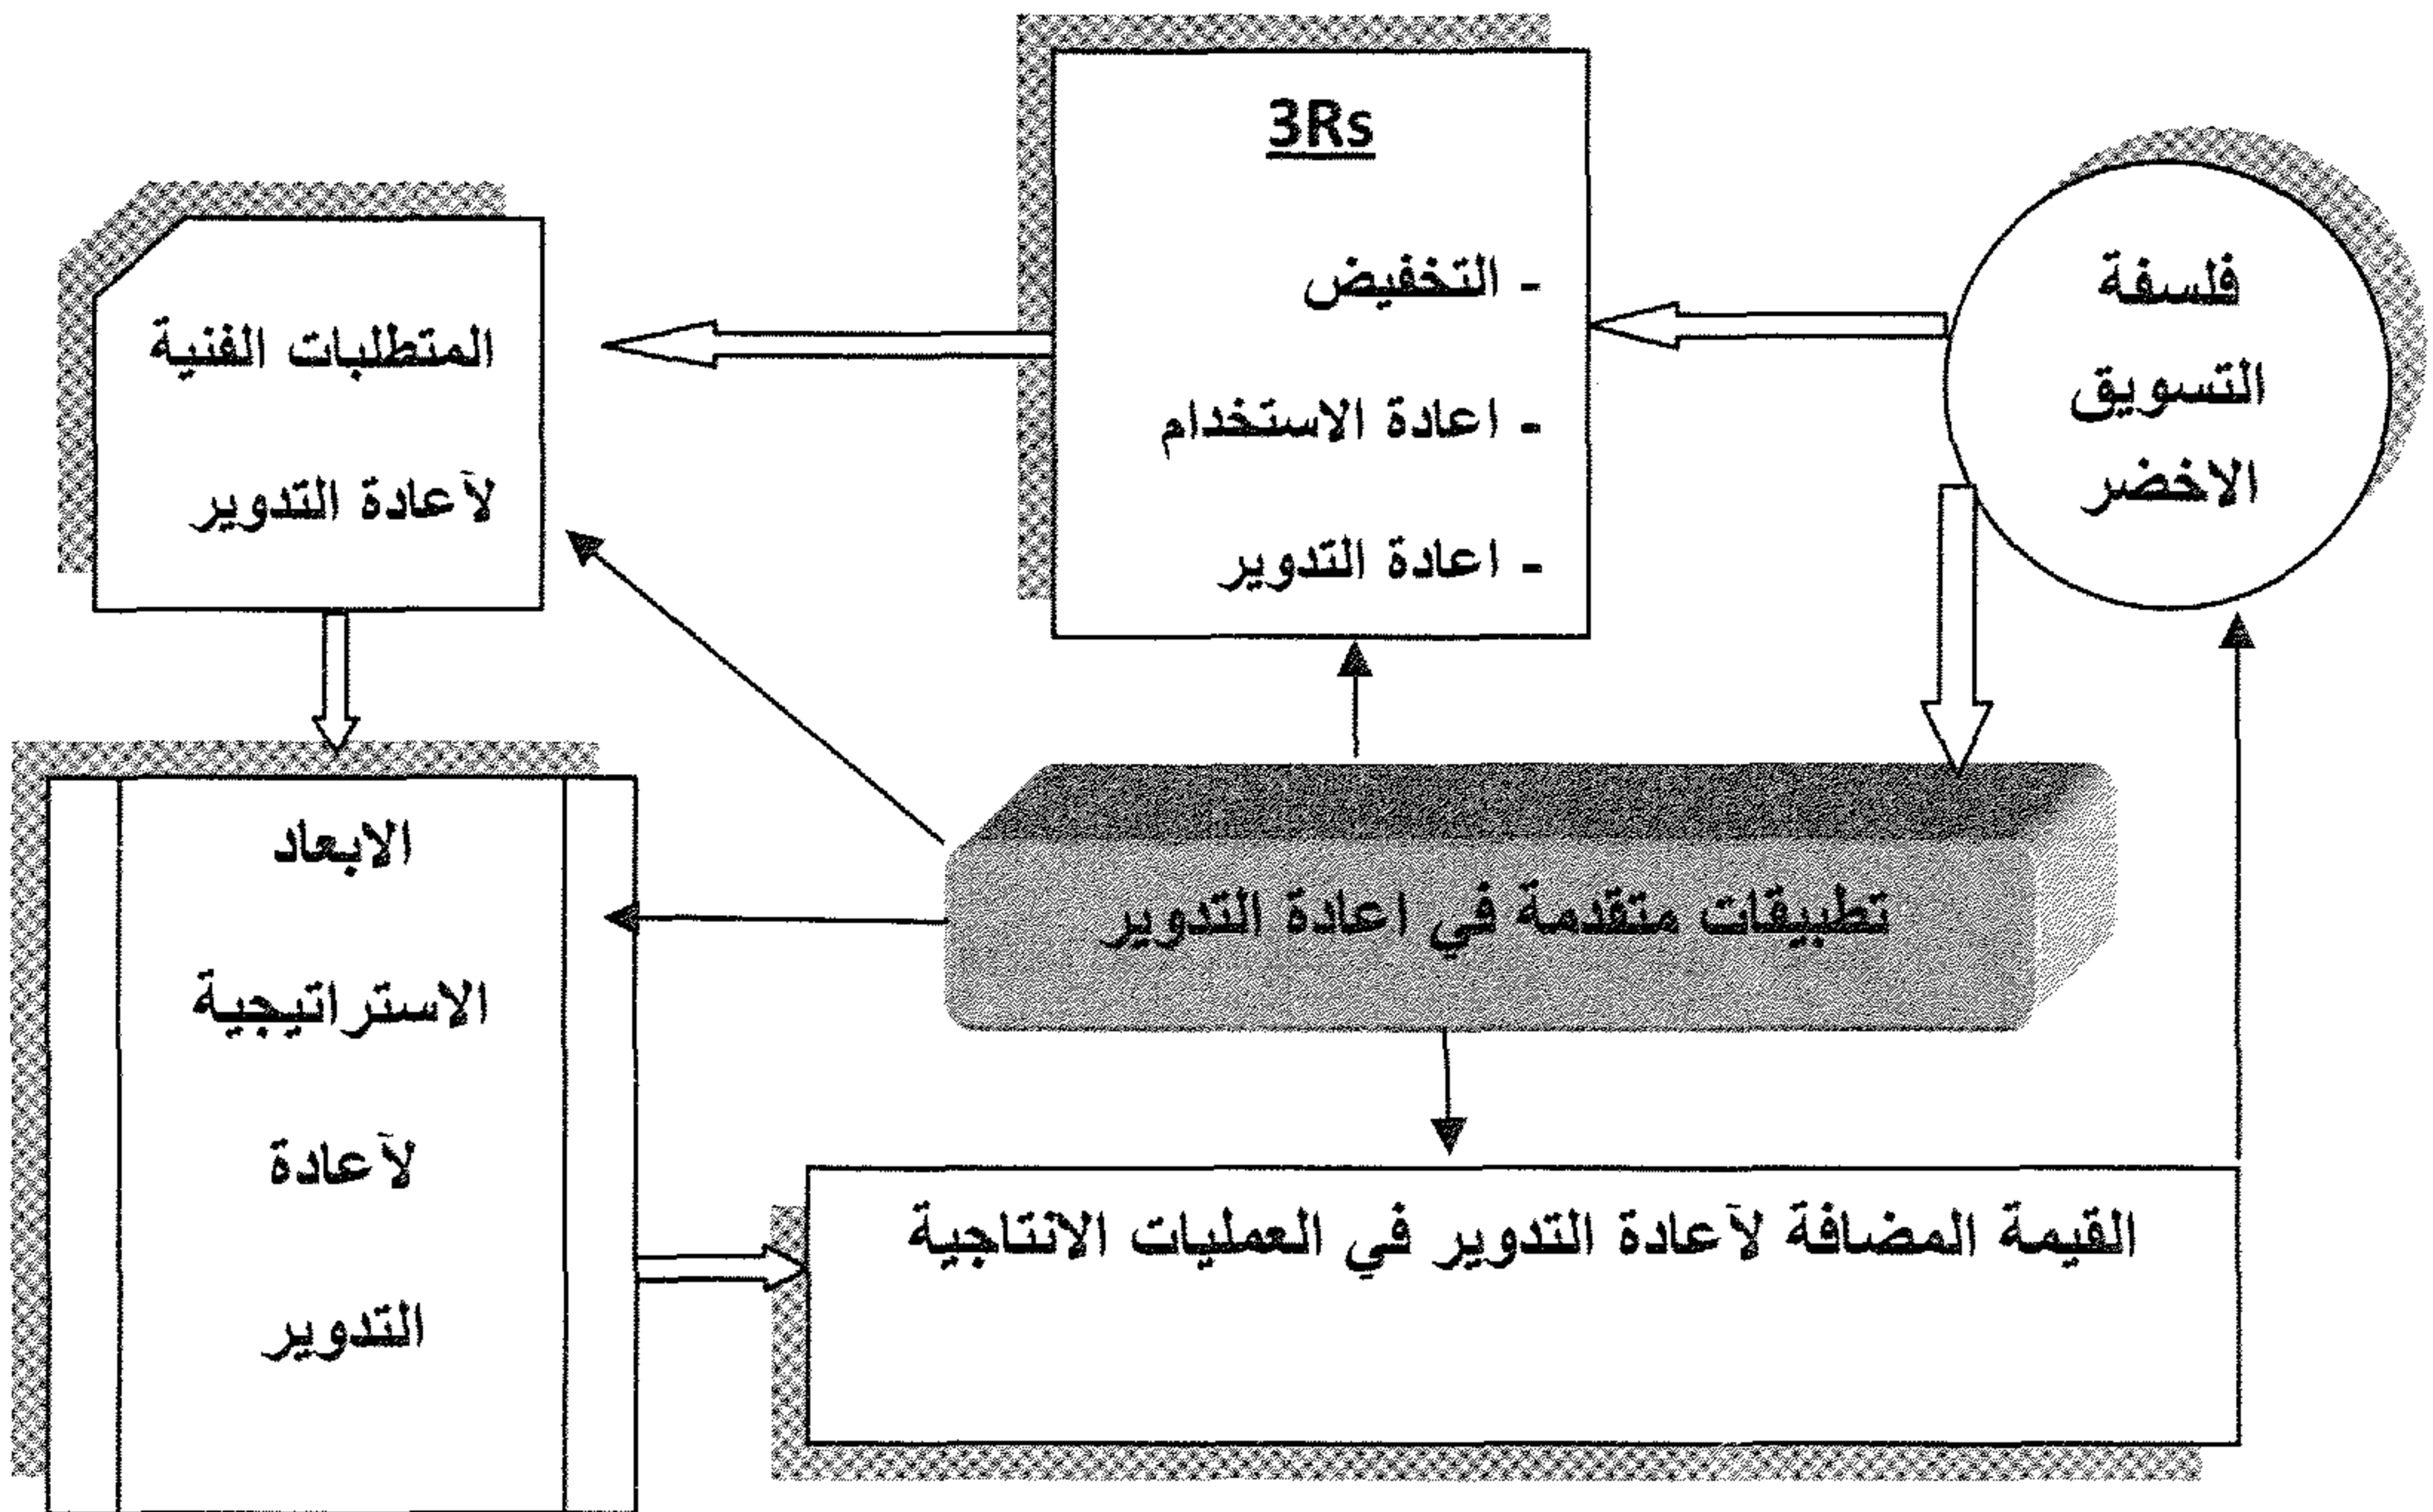 فلسفة
التسويق
الاخضر
3Rs
- التخفيض
- اعادة الاستخدام
- اعادة التدوير
المتطلبات الفنية
لآعادة التدوير
تطبيقات متقدمة في اعادة التدوير
الابعاد
الاستراتيجية
لآعادة
التدوير
القيمة المضافة لآعادة التدوير في العمليات الانتاجية